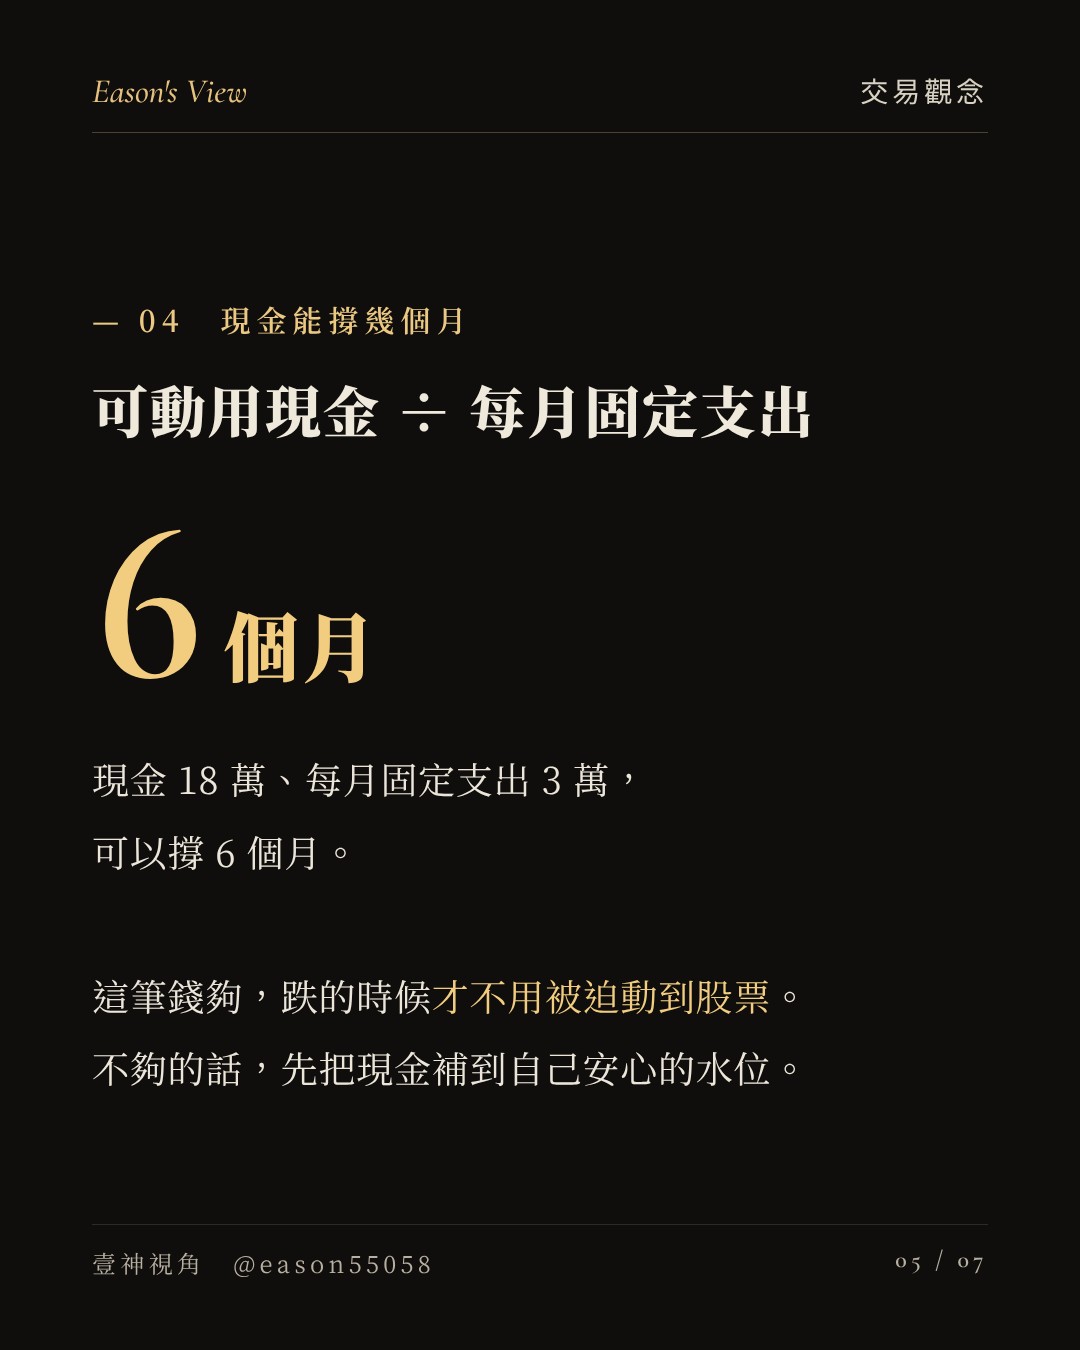 Eason's View
交易觀念
— 04 現金能撐幾個月
可動用現金 ÷ 每月固定支出
6 個月
現金 18 萬、每月固定支出 3 萬，
可以撐 6 個月。
這筆錢夠，跌的時候才不用被迫動到股票。
不夠的話，先把現金補到自己安心的水位。
壹神視角 @eason55058
05 / 07